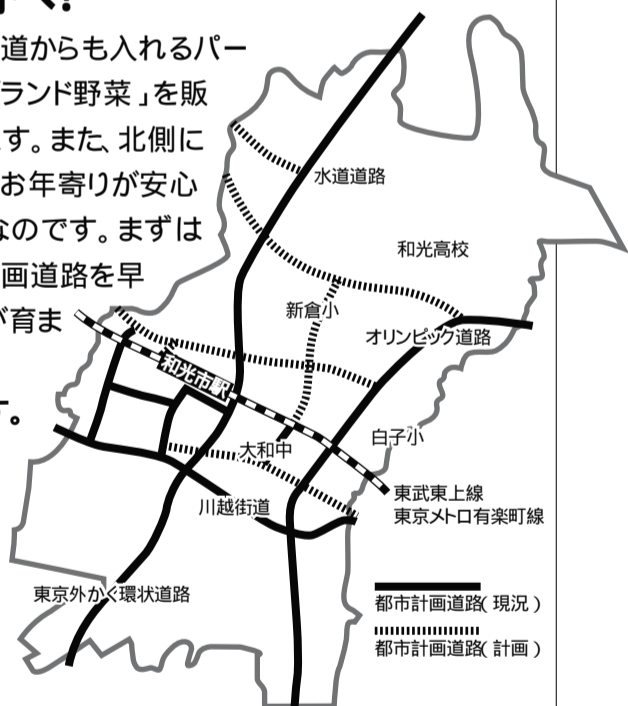 へ!
道からも入れるパー
ランド野菜」を販
す。また、北側に
お年寄りが安心
なのです。まずは
画道路を早
が育ま
す。
水道道路
和光高校
新倉小
オリンピック道路
和光市駅
白子小
大和中
東武東上線
東京メトロ有楽町線
川越街道
東京外かく環状道路
都市計画道路(現況)
都市計画道路(計画)